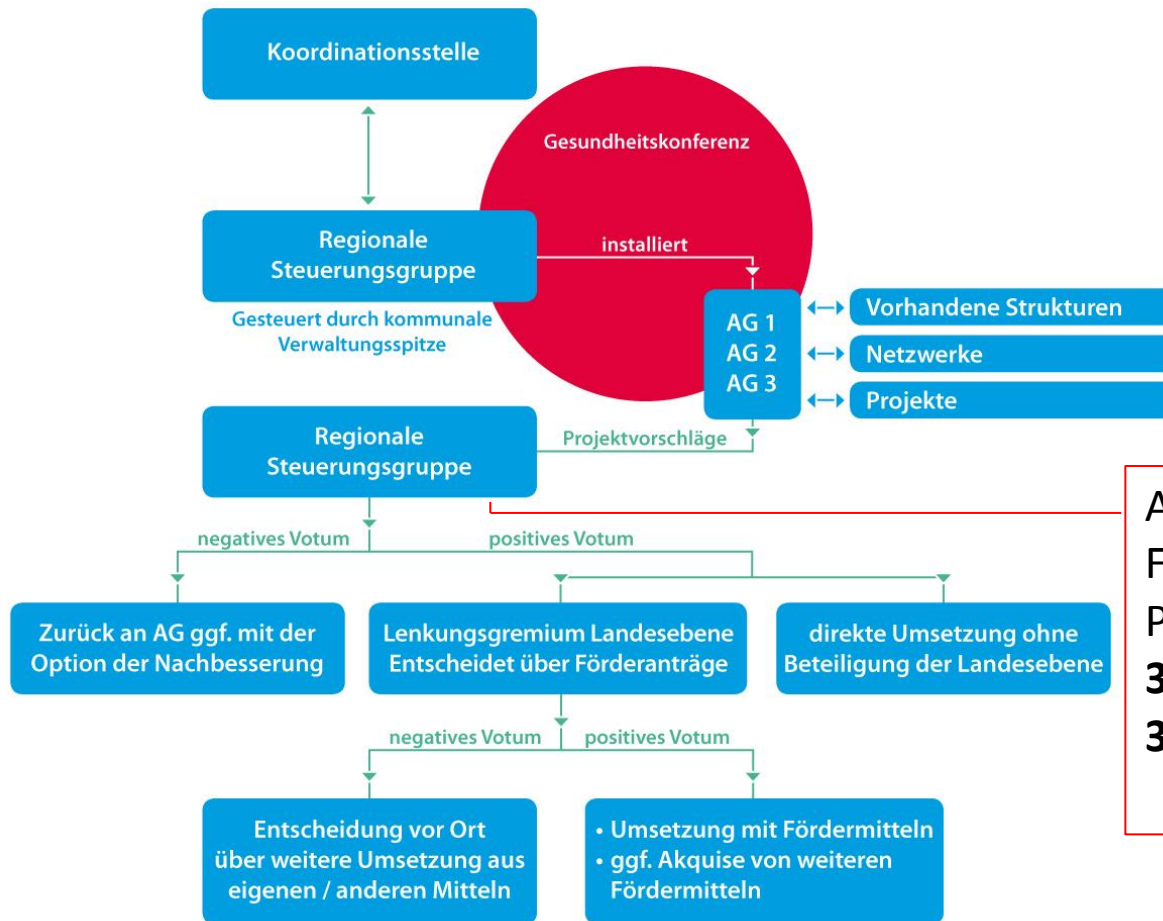 Koordinationsstelle
Gesundheitskonferenz
Regionale
Steuerungsgruppe
installiert
Gesteuert durch kommunale
Verwaltungsspitze
AG 1
AG 2
AG 3
Vorhandene Strukturen
Netzwerke
Projekte
Regionale
Steuerungsgruppe
Projektvorschläge
A
F
P
3
3
negatives Votum
positives Votum
Zurück an AG ggf. mit der
Option der Nachbesserung
Lenkungsgremium Landesebene
Entscheidet über Förderanträge
direkte Umsetzung ohne
Beteiligung der Landesebene
negatives Votum
positives Votum
Entscheidung vor Ort
über weitere Umsetzung aus
eigenen / anderen Mitteln
• Umsetzung mit Fördermitteln
• ggf. Akquise von weiteren
Fördermitteln